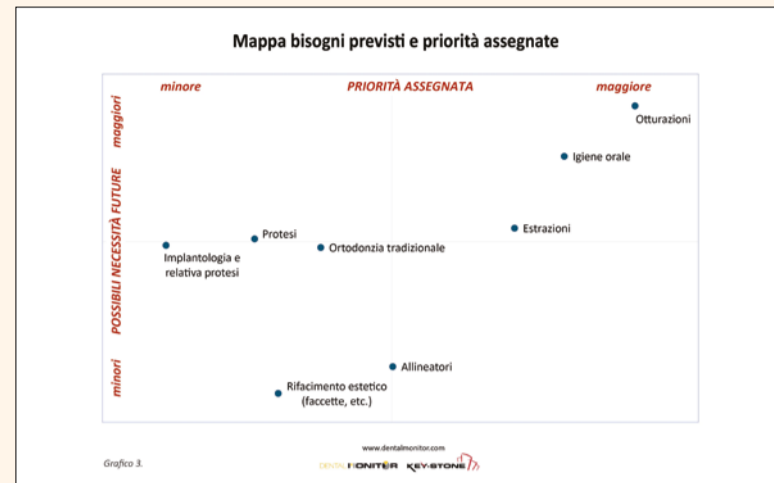 Mappa bisogni previsti e priorità assegnate
minore
PRIORITÀ ASSEGNATA
maggiore
maggiori
POSSIBILI NECESSITÀ FUTURE
minori
Otturazioni
Igiene orale
Estrazioni
Protesi
Ortodonzia tradizionale
Implantologia e
relativa protesi
Allineatori
Rifacimento estetico
(faccette, etc.)
www.dentalmonitor.com
Grafico 3.
DENTAL MONITOR KEY-STONE